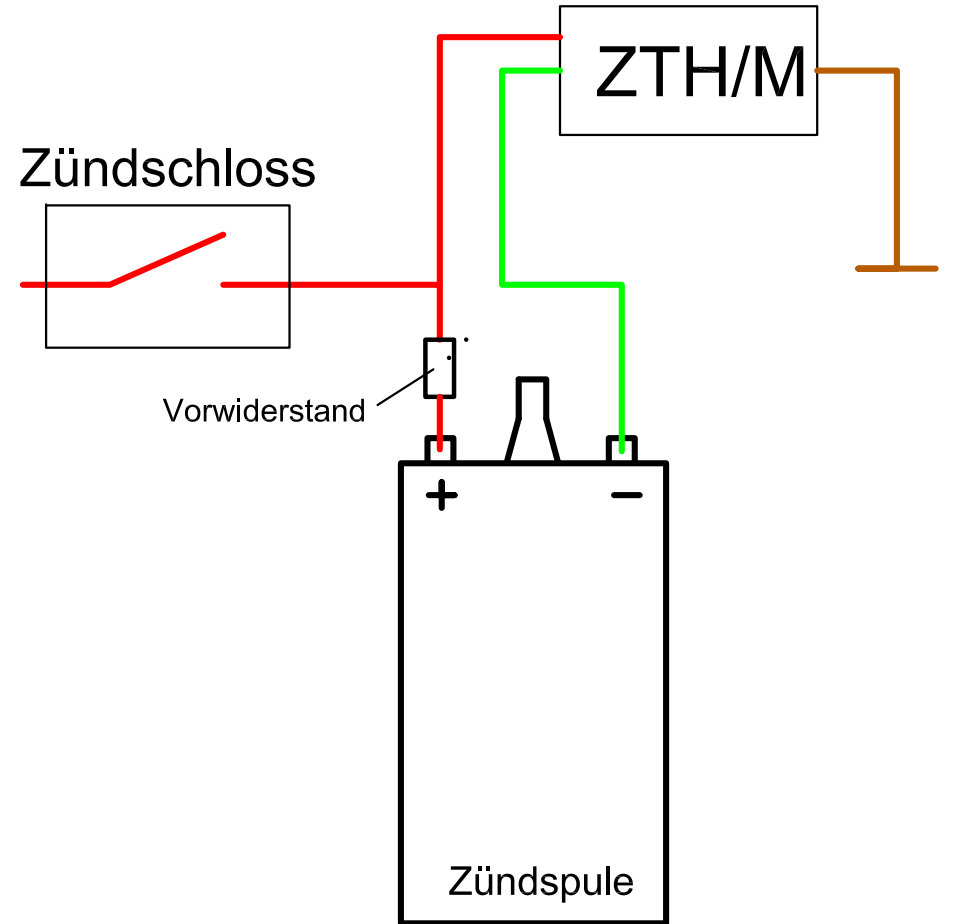 ZTH/M
Zündschloss
Vorwiderstand
+ −
Zündspule